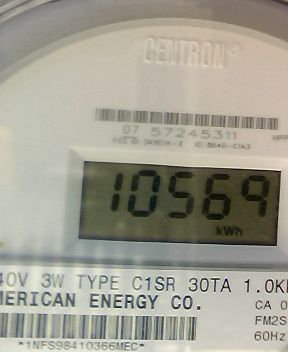 CENTRON®
07 57245311
10569
kWh
40V 3W TYPE C1SR 30TA 1.0K
MERICAN ENERGY CO.
CA 0
FM2S
60Hz
*1NFS98410366MEC*